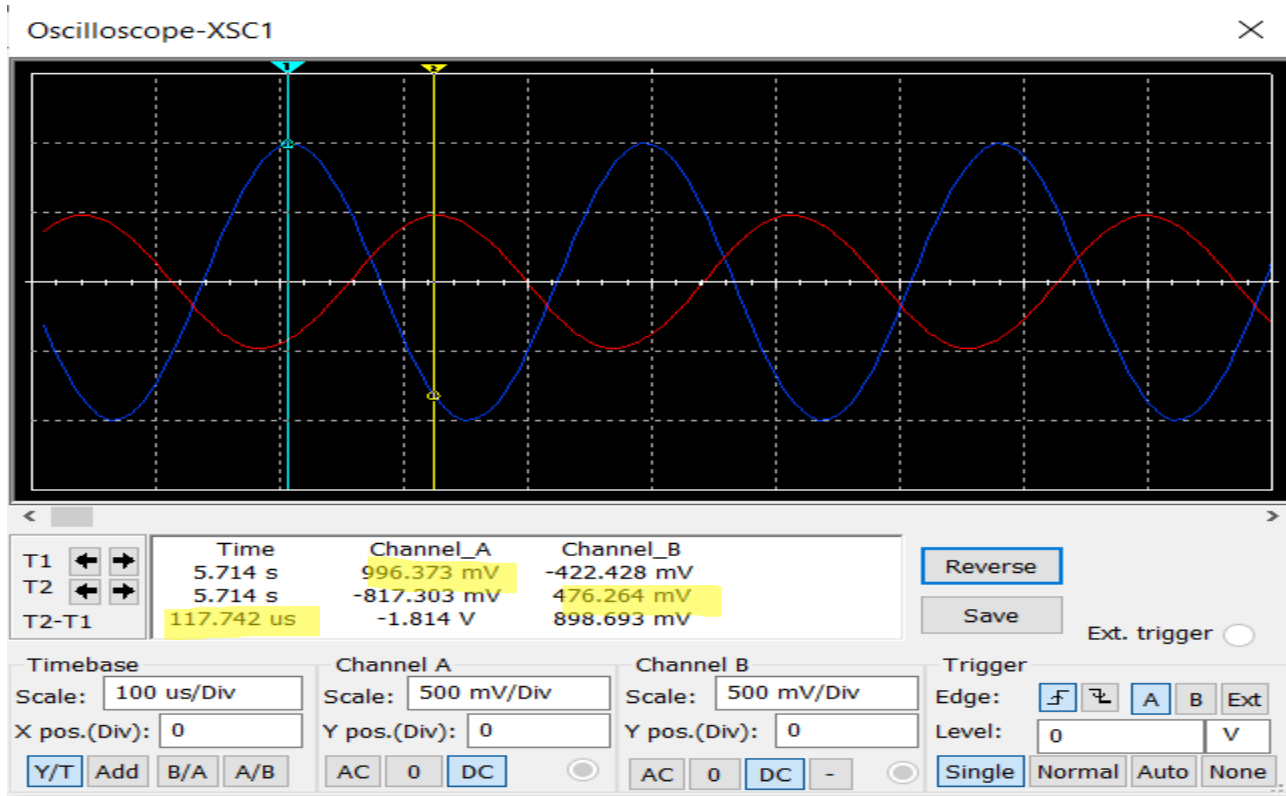 Oscilloscope-XSC1
1 2
Time Channel_A Channel_B
T1 5.714 s 996.373 mV -422.428 mV
T2 5.714 s -817.303 mV 476.264 mV
T2-T1 117.742 us -1.814 V 898.693 mV
Reverse
Save
Ext. trigger
Timebase
Scale: 100 us/Div
X pos.(Div): 0
Y/T Add B/A A/B
Channel A
Scale: 500 mV/Div
Y pos.(Div): 0
AC 0 DC
Channel B
Scale: 500 mV/Div
Y pos.(Div): 0
AC 0 DC -
Trigger
Edge: A B Ext
Level: 0 V
Single Normal Auto None